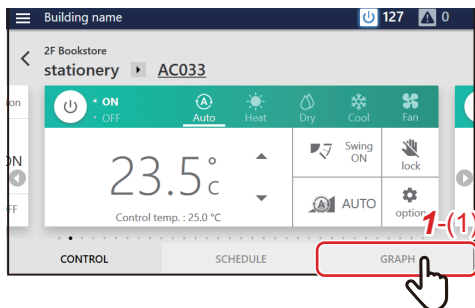 Building name 127 0
2F Bookstore
stationery AC033
on
ON
FF
ON
OFF
A
Auto Heat Dry Cool Fan
23.5°c
Control temp. : 25.0 °C
Swing
ON
lock
A AUTO
option
1-(1)
CONTROL SCHEDULE GRAPH